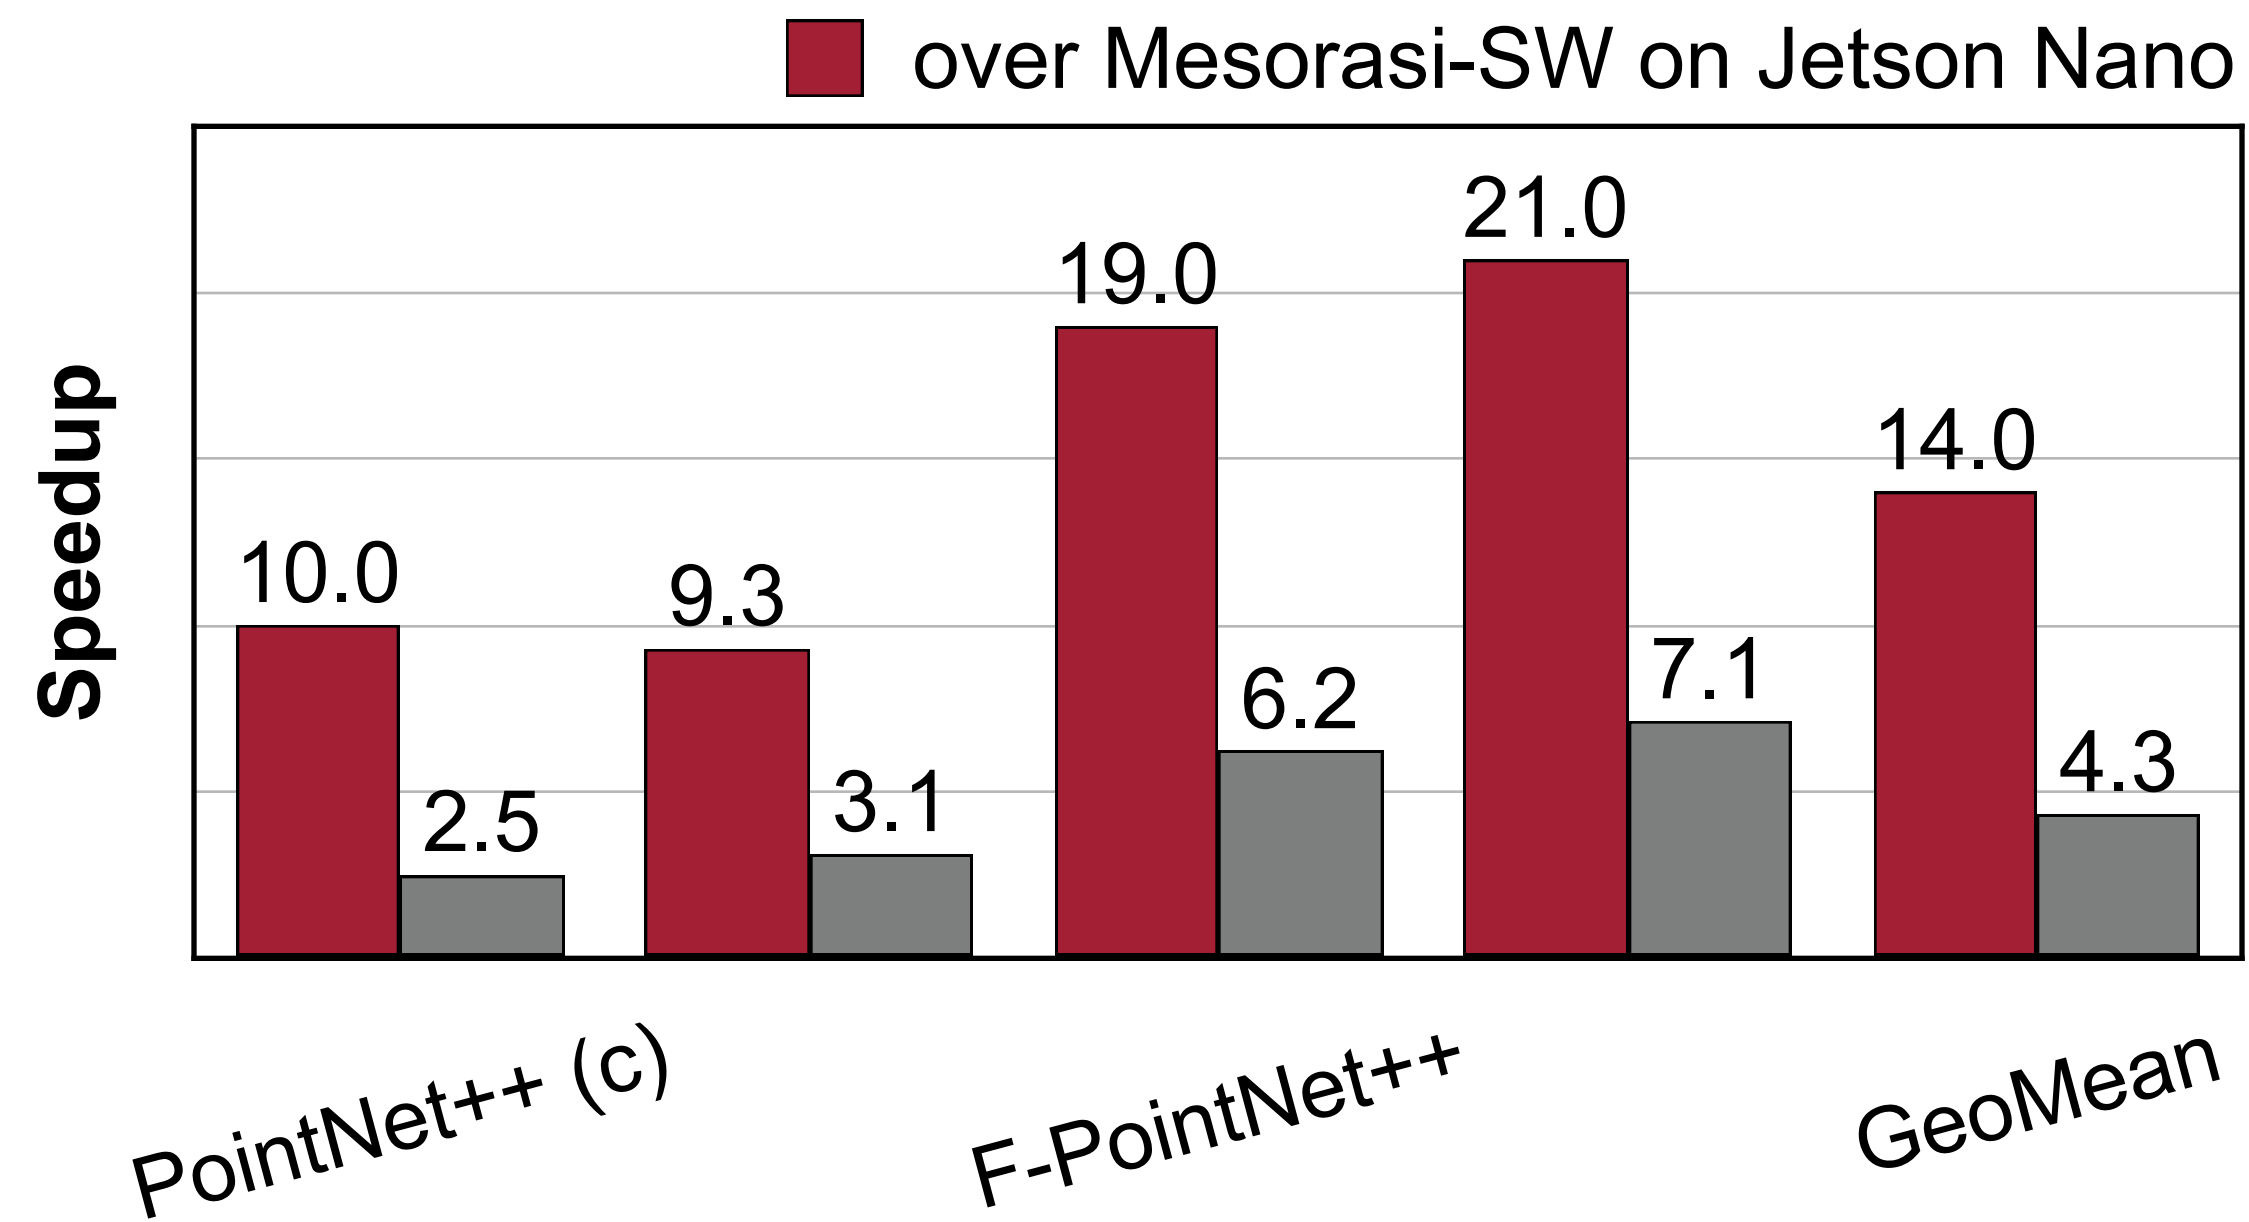 over Mesorasi-SW on Jetson Nano
Speedup
10.0
2.5
9.3
3.1
19.0
6.2
21.0
7.1
14.0
4.3
PointNet++ (c)
F-PointNet++
GeoMean